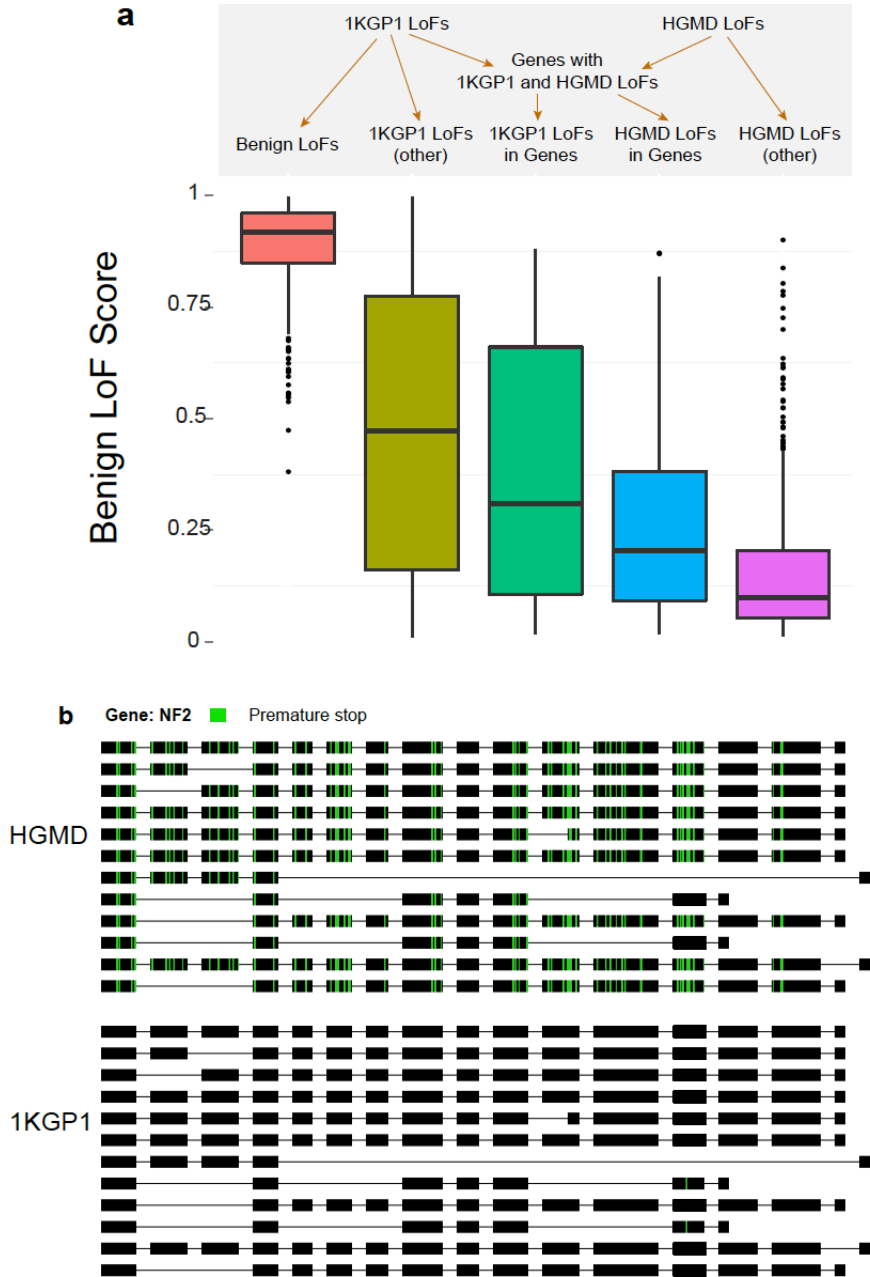 a
1KGP1 LoFs
HGMD LoFs
Genes with
1KGP1 and HGMD LoFs
Benign LoFs
1KGP1 LoFs
(other)
1KGP1 LoFs
in Genes
HGMD LoFs
in Genes
HGMD LoFs
(other)
Benign LoF Score
1
0.75
0.5
0.25
0
b Gene: NF2 Premature stop
HGMD
1KGP1